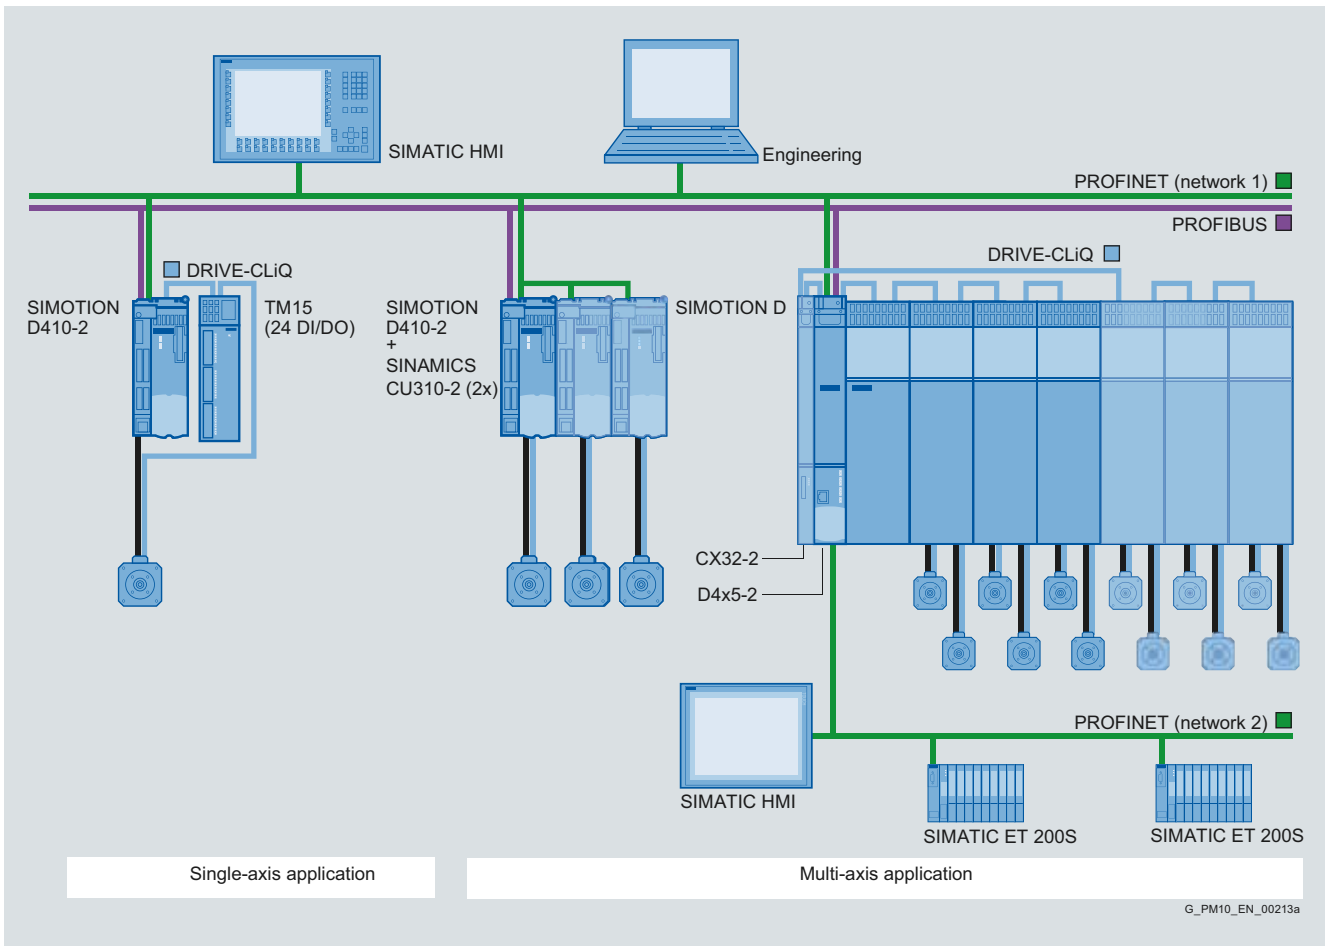 SIMATIC HMI
Engineering
PROFINET (network 1)
PROFIBUS
DRIVE-CLiQ
DRIVE-CLiQ
SIMOTION
D410-2
TM15
(24 DI/DO)
SIMOTION
D410-2
+
SINAMICS
CU310-2 (2x)
SIMOTION D
CX32-2
D4x5-2
PROFINET (network 2)
SIMATIC HMI
SIMATIC ET 200S
SIMATIC ET 200S
Single-axis application
Multi-axis application
G_PM10_EN_00213a